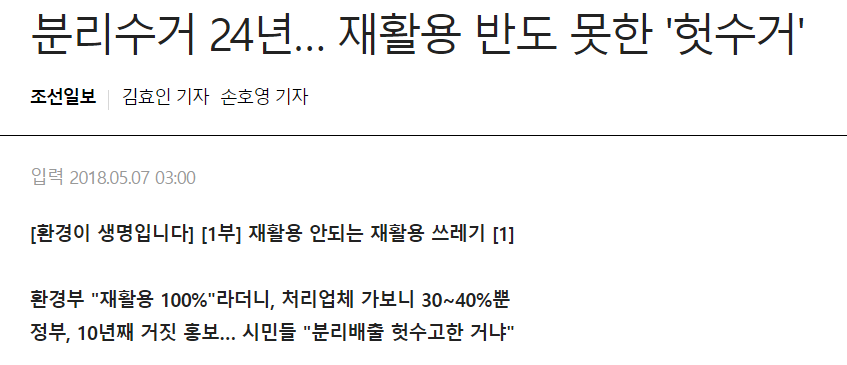 분리수거 24년... 재활용 반도 못한 '헛수거'
조선일보 김효인 기자 손호영 기자
입력 2018.05.07 03:00
[환경이 생명입니다] [1부] 재활용 안되는 재활용 쓰레기 [1]
환경부 "재활용 100%"라더니, 처리업체 가보니 30~40%뿐
정부, 10년째 거짓 홍보... 시민들 "분리배출 헛수고한 거냐"